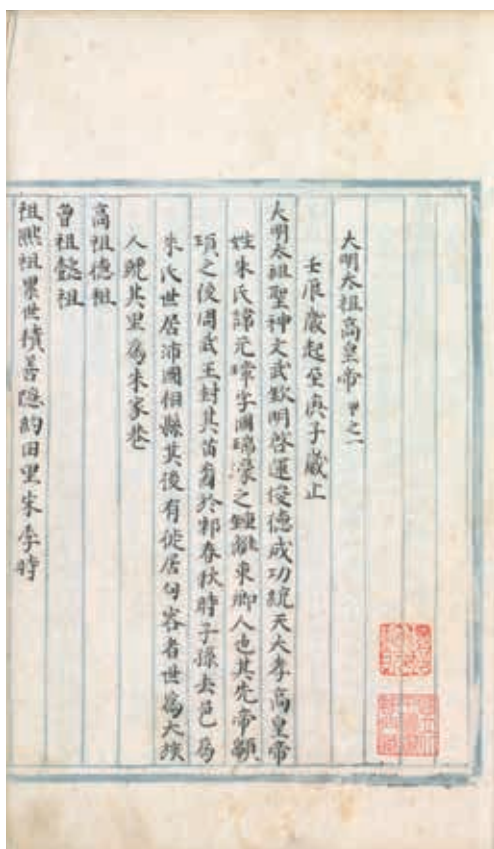 大明太祖高皇帝 甲之一
壬辰歲起至庚子歲止
大明太祖聖神文武欽明啓運俊德成功統天大孝高皇帝
姓朱氏諱元璋字國瑞濠之鍾離東鄉人也其先帝顓
頊之後周武王封其苗裔於邾春秋時子孫去邑爲
朱氏世居沛國相縣其後有徙居句容者世爲大族
人號其里爲朱家巷
高祖德祖
曾祖懿祖
祖熙祖累世積善隱約田里宋季時